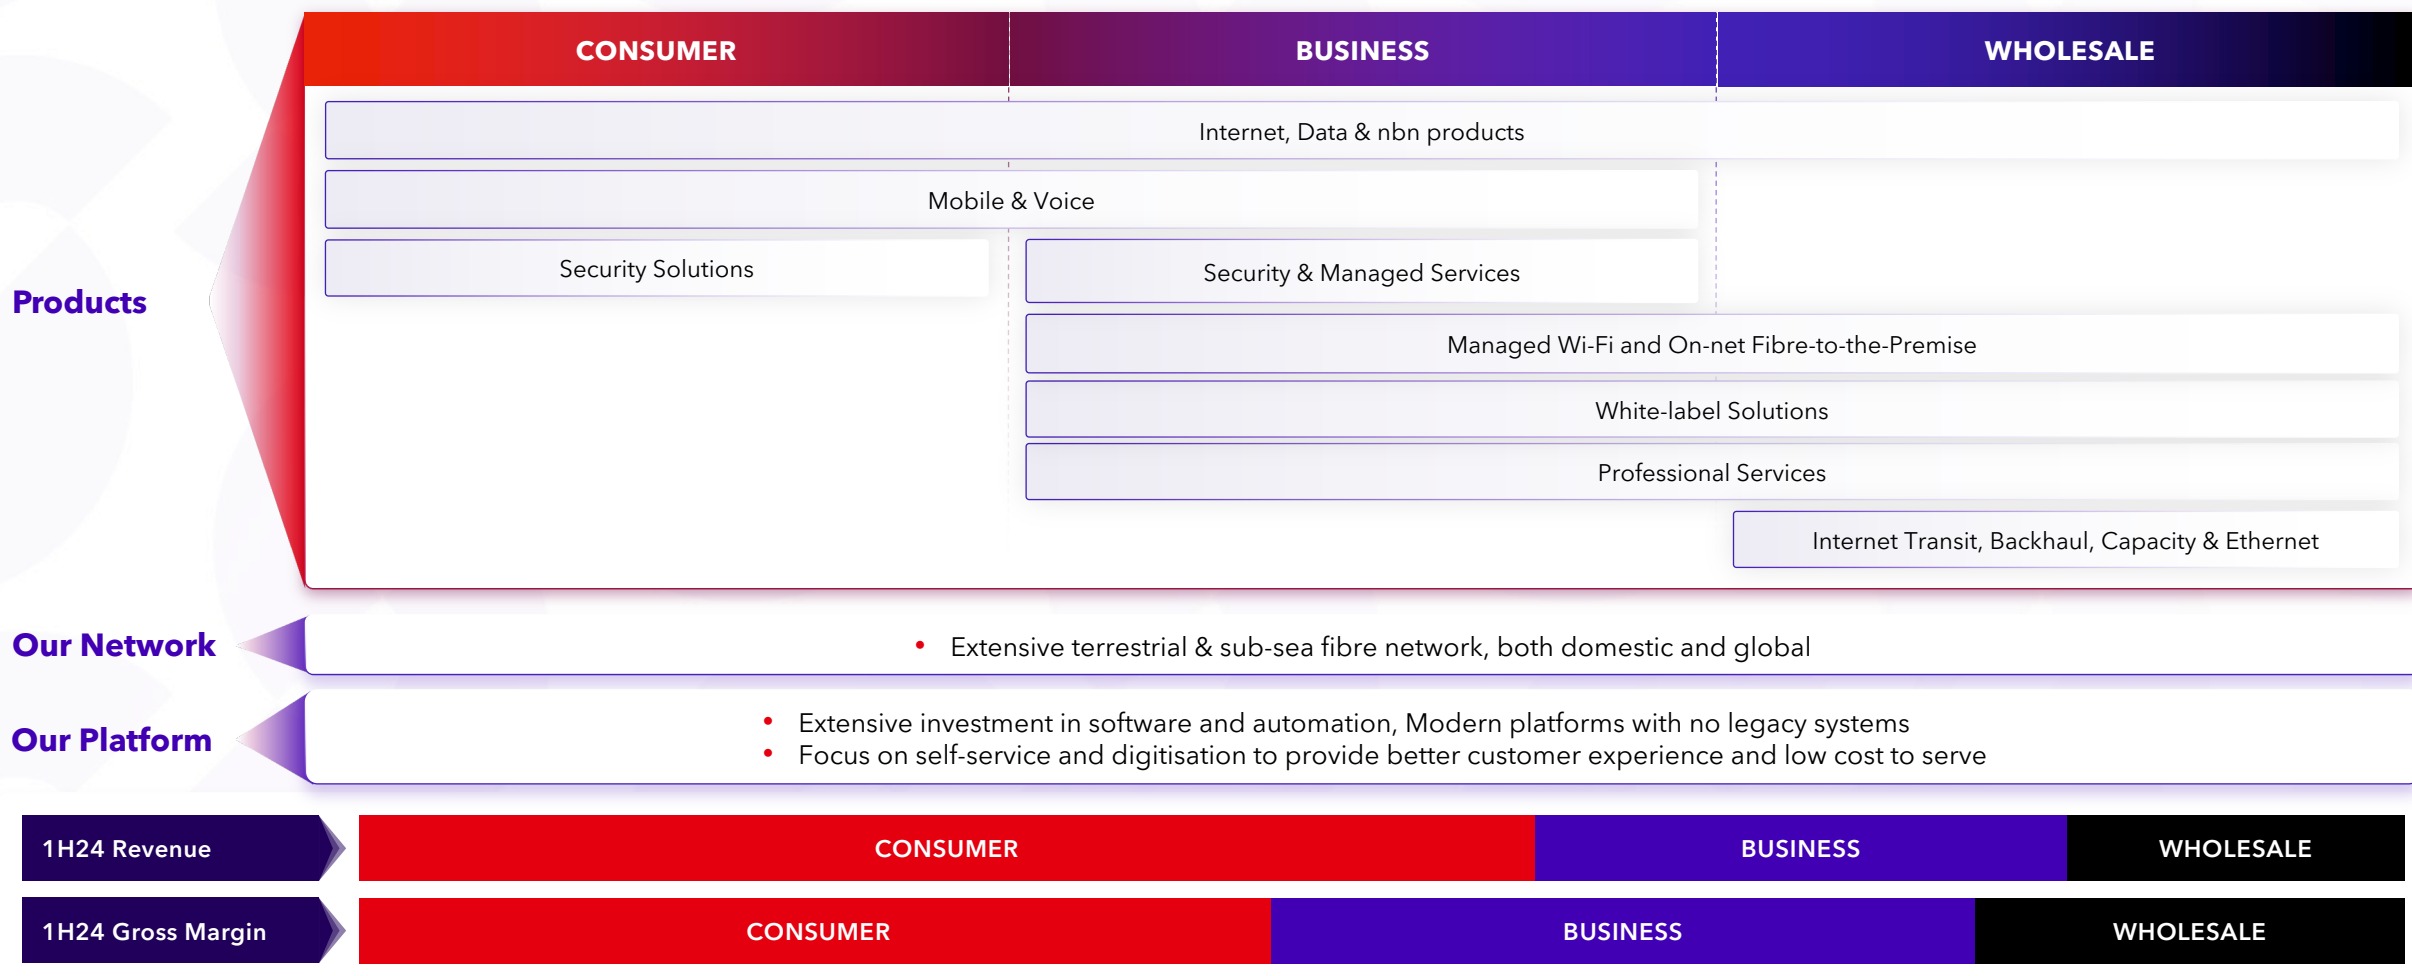 CONSUMER
BUSINESS
WHOLESALE
Internet, Data & nbn products
Mobile & Voice
Security Solutions
Security & Managed Services
Products
Managed Wi-Fi and On-net Fibre-to-the-Premise
White-label Solutions
Professional Services
Internet Transit, Backhaul, Capacity & Ethernet
Our Network
• Extensive terrestrial & sub-sea fibre network, both domestic and global
Our Platform
• Extensive investment in software and automation, Modern platforms with no legacy systems
• Focus on self-service and digitisation to provide better customer experience and low cost to serve
1H24 Revenue
CONSUMER
BUSINESS
WHOLESALE
1H24 Gross Margin
CONSUMER
BUSINESS
WHOLESALE